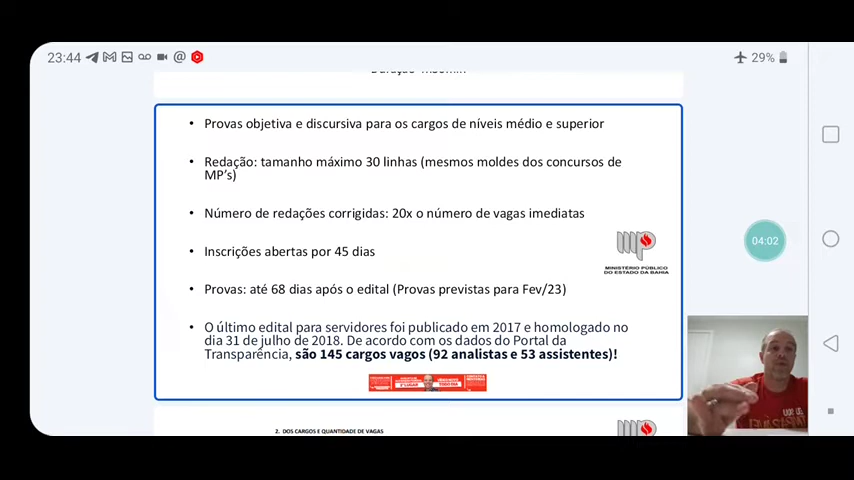 23:44
29%
• Provas objetiva e discursiva para os cargos de níveis médio e superior
• Redação: tamanho máximo 30 linhas (mesmos moldes dos concursos de
MP's)
• Número de redações corrigidas: 20x o número de vagas imediatas
• Inscrições abertas por 45 dias
• Provas: até 68 dias após o edital (Provas previstas para Fev/23)
• O último edital para servidores foi publicado em 2017 e homologado no
dia 31 de julho de 2018. De acordo com os dados do Portal da
Transparência, são 145 cargos vagos (92 analistas e 53 assistentes)!
mp
MINISTÉRIO PÚBLICO
DO ESTADO DA BAHIA
04:02
2. DOS CARGOS E QUANTIDADE DE VAGAS